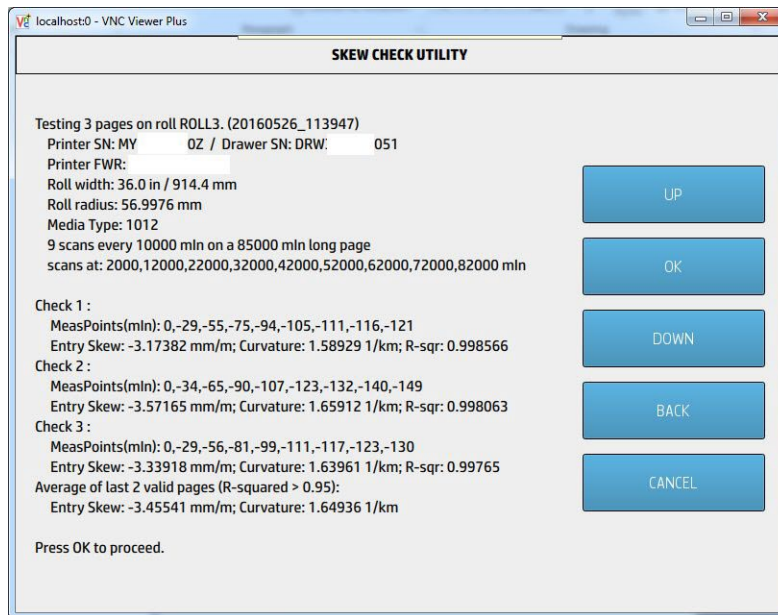 localhost:0 - VNC Viewer Plus
SKEW CHECK UTILITY
Testing 3 pages on roll ROLL3. (20160526_113947)
Printer SN: MY 0Z / Drawer SN: DRW 051
Printer FWR:
Roll width: 36.0 in / 914.4 mm
Roll radius: 56.9976 mm
Media Type: 1012
9 scans every 10000 mIn on a 85000 mIn long page
scans at: 2000,12000,22000,32000,42000,52000,62000,72000,82000 mIn
Check 1 :
MeasPoints(mIn): 0,-29,-55,-75,-94,-105,-111,-116,-121
Entry Skew: -3.17382 mm/m; Curvature: 1.58929 1/km; R-sqr: 0.998566
Check 2 :
MeasPoints(mIn): 0,-34,-65,-90,-107,-123,-132,-140,-149
Entry Skew: -3.57165 mm/m; Curvature: 1.65912 1/km; R-sqr: 0.998063
Check 3 :
MeasPoints(mIn): 0,-29,-56,-81,-99,-111,-117,-123,-130
Entry Skew: -3.33918 mm/m; Curvature: 1.63961 1/km; R-sqr: 0.99765
Average of last 2 valid pages (R-squared > 0.95):
Entry Skew: -3.45541 mm/m; Curvature: 1.64936 1/km
Press OK to proceed.
UP
OK
DOWN
BACK
CANCEL